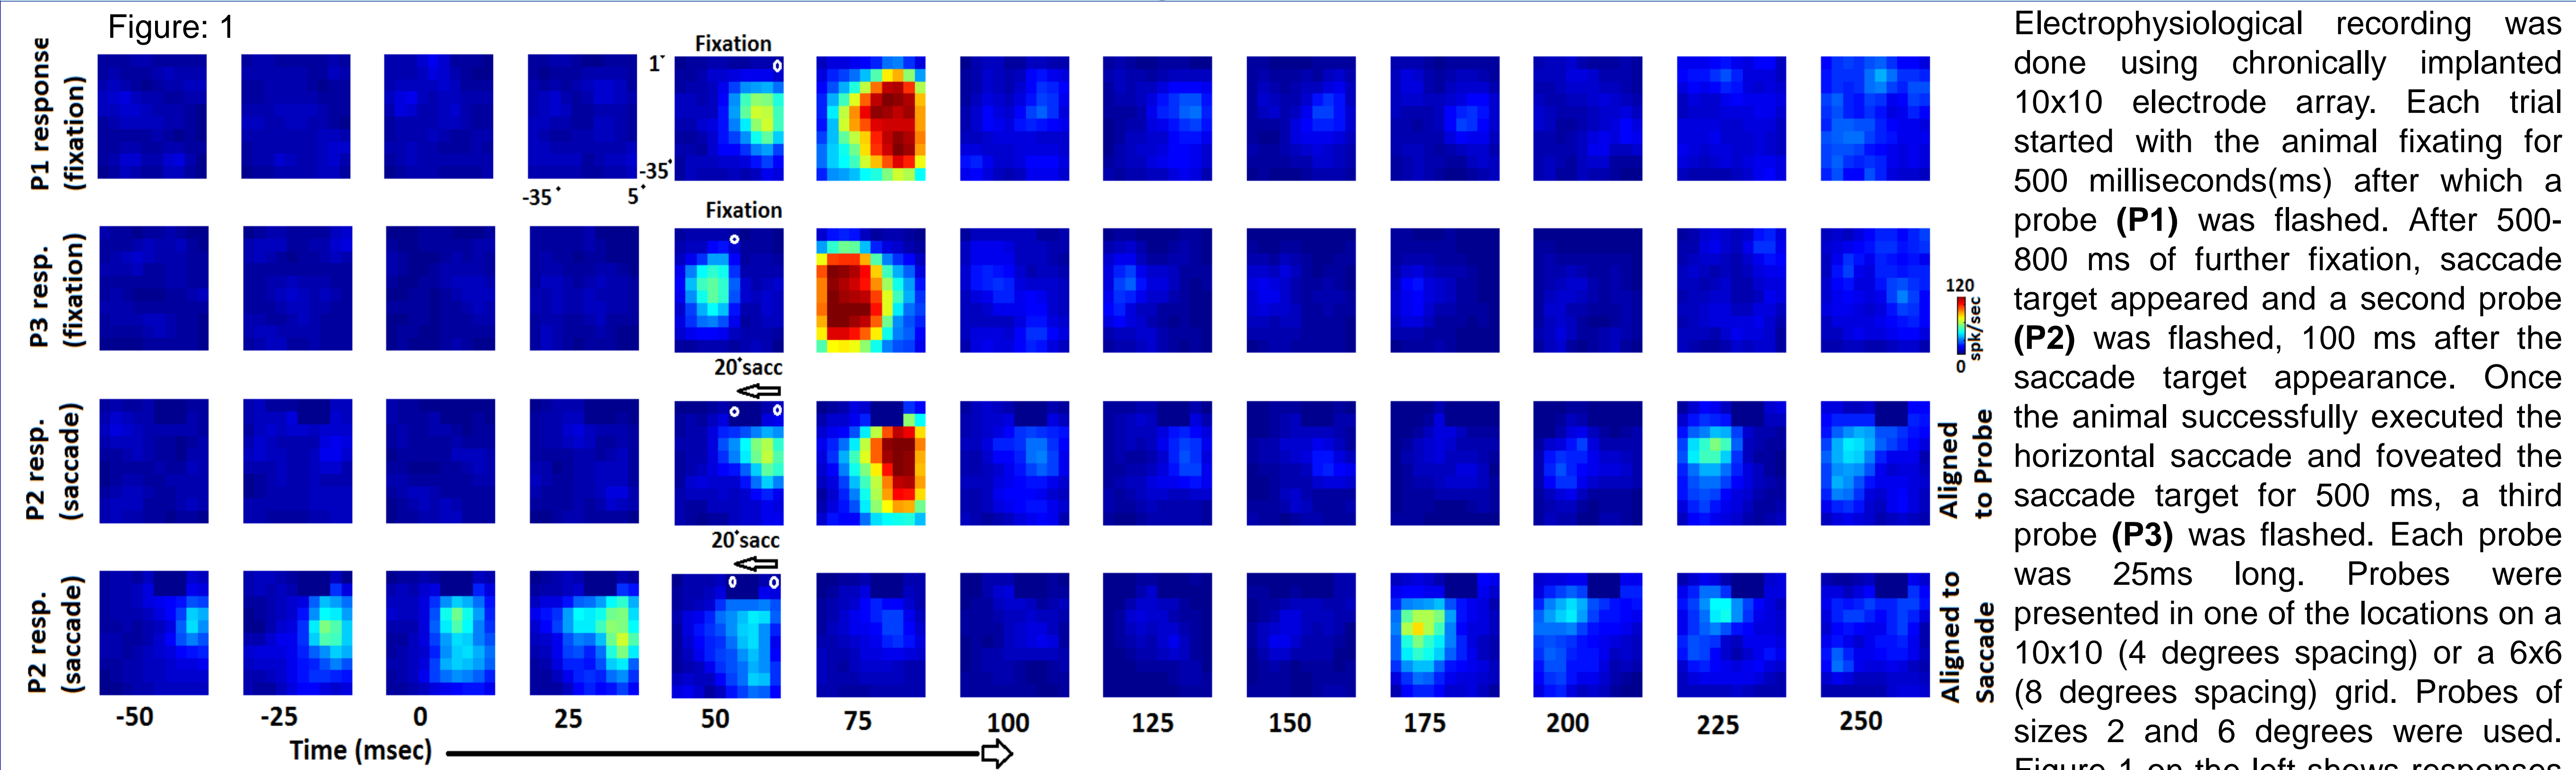 Figure: 1
P1 response
(fixation)
Fixation
1°
-35°
-35°
5°
P3 resp.
(fixation)
Fixation
120
spk/sec
0
P2 resp.
(saccade)
20°sacc
Aligned
to Probe
P2 resp.
(saccade)
20°sacc
Aligned to
Saccade
-50 -25 0 25 50 75 100 125 150 175 200 225 250
Time (msec)
Electrophysiological recording was
done using chronically implanted
10x10 electrode array. Each trial
started with the animal fixating for
500 milliseconds(ms) after which a
probe (P1) was flashed. After 500-
800 ms of further fixation, saccade
target appeared and a second probe
(P2) was flashed, 100 ms after the
saccade target appearance. Once
the animal successfully executed the
horizontal saccade and foveated the
saccade target for 500 ms, a third
probe (P3) was flashed. Each probe
was 25ms long. Probes were
presented in one of the locations on a
10x10 (4 degrees spacing) or a 6x6
(8 degrees spacing) grid. Probes of
sizes 2 and 6 degrees were used.
Figure 1 on the left shows responses